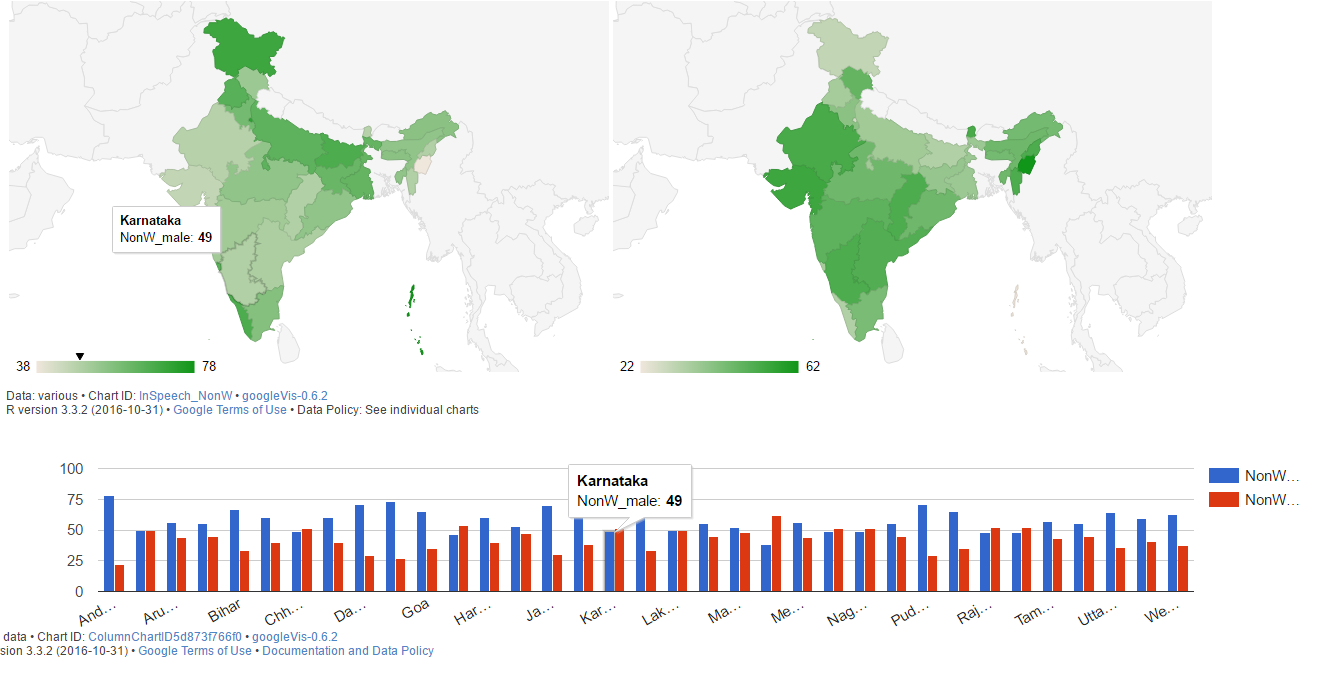 Karnataka
NonW_male: 49
38
78
22
62
Data: various • Chart ID: InSpeech_NonW • googleVis-0.6.2
R version 3.3.2 (2016-10-31) • Google Terms of Use • Data Policy: See individual charts
100
75
50
25
0
Karnataka
NonW_male: 49
NonW…
NonW…
And…
Aru…
Bihar
Chh…
Da…
Goa
Har…
Ja…
Kar…
Lak…
Ma…
Me…
Nag…
Pud…
Raj…
Tam…
Utta…
We…
data • Chart ID: ColumnChartID5d873f766f0 • googleVis-0.6.2
sion 3.3.2 (2016-10-31) • Google Terms of Use • Documentation and Data Policy